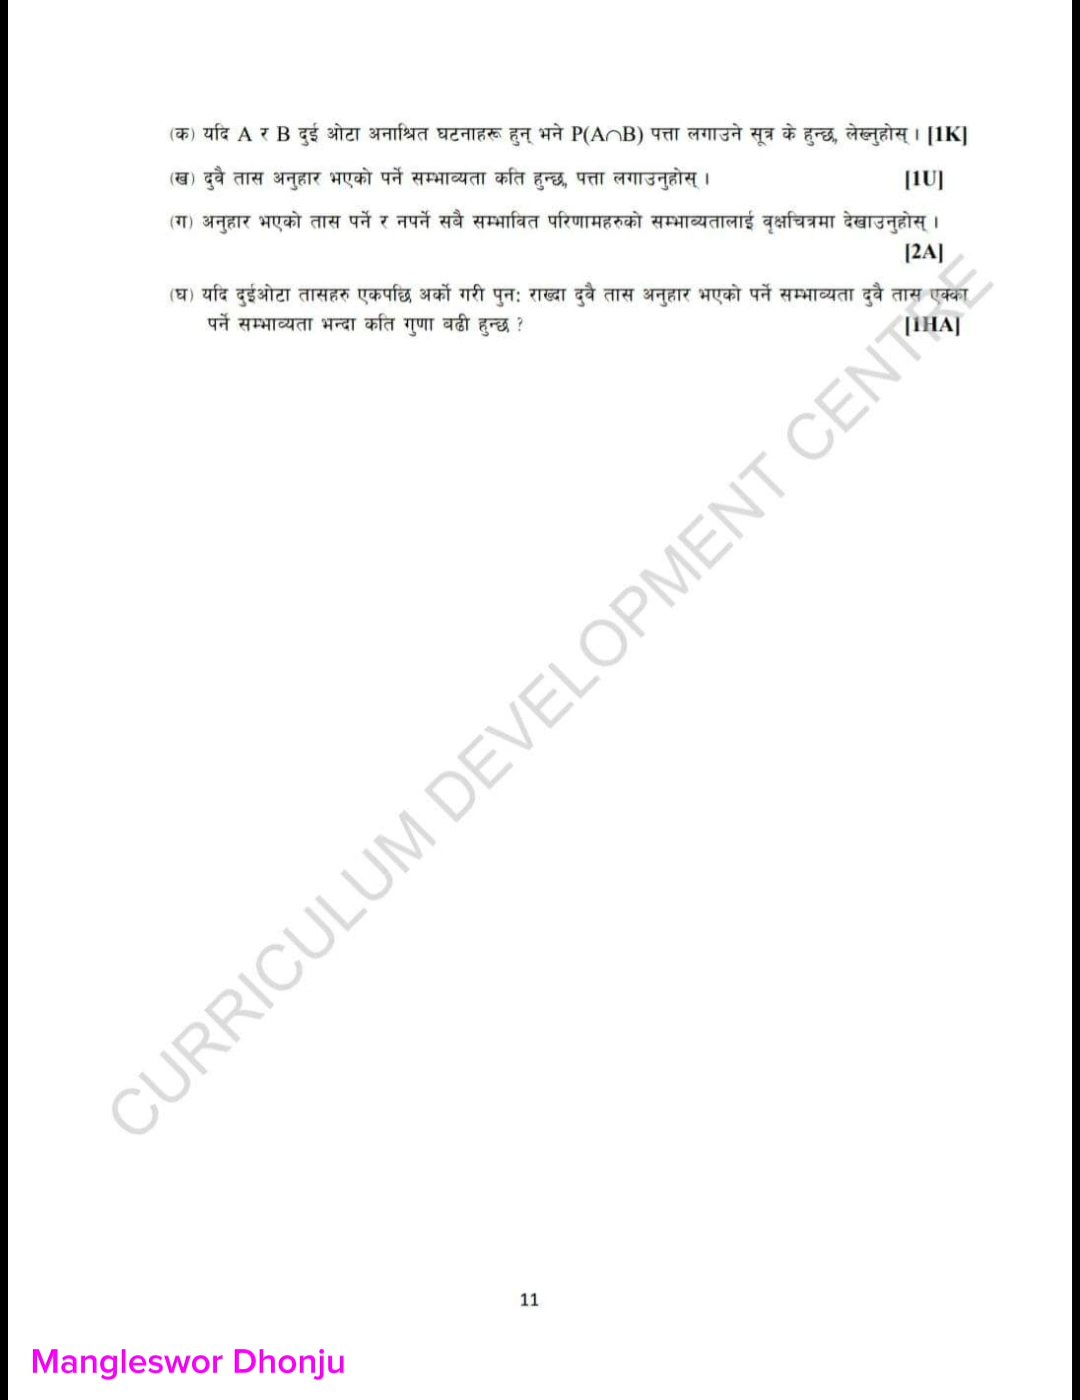 (क) यदि A र B दुई ओटा अनाश्रित घटनाहरू हुन् भने P(A∩B) पत्ता लगाउने सूत्र के हुन्छ, लेख्नुहोस् । [1K]
(ख) दुवै तास अनुहार भएको पर्ने सम्भाव्यता कति हुन्छ, पत्ता लगाउनुहोस् । [1U]
(ग) अनुहार भएको तास पर्ने र नपर्ने सबै सम्भावित परिणामहरुको सम्भाव्यतालाई वृक्षचित्रमा देखाउनुहोस् ।
[2A]
(घ) यदि दुईओटा तासहरु एकपछि अर्को गरी पुन: राख्दा दुवै तास अनुहार भएको पर्ने सम्भाव्यता दुवै तास एक्का
पर्ने सम्भाव्यता भन्दा कति गुणा बढी हुन्छ ? [1HA]
CURRICULUM DEVELOPMENT CENTRE
11
Mangleswor Dhonju